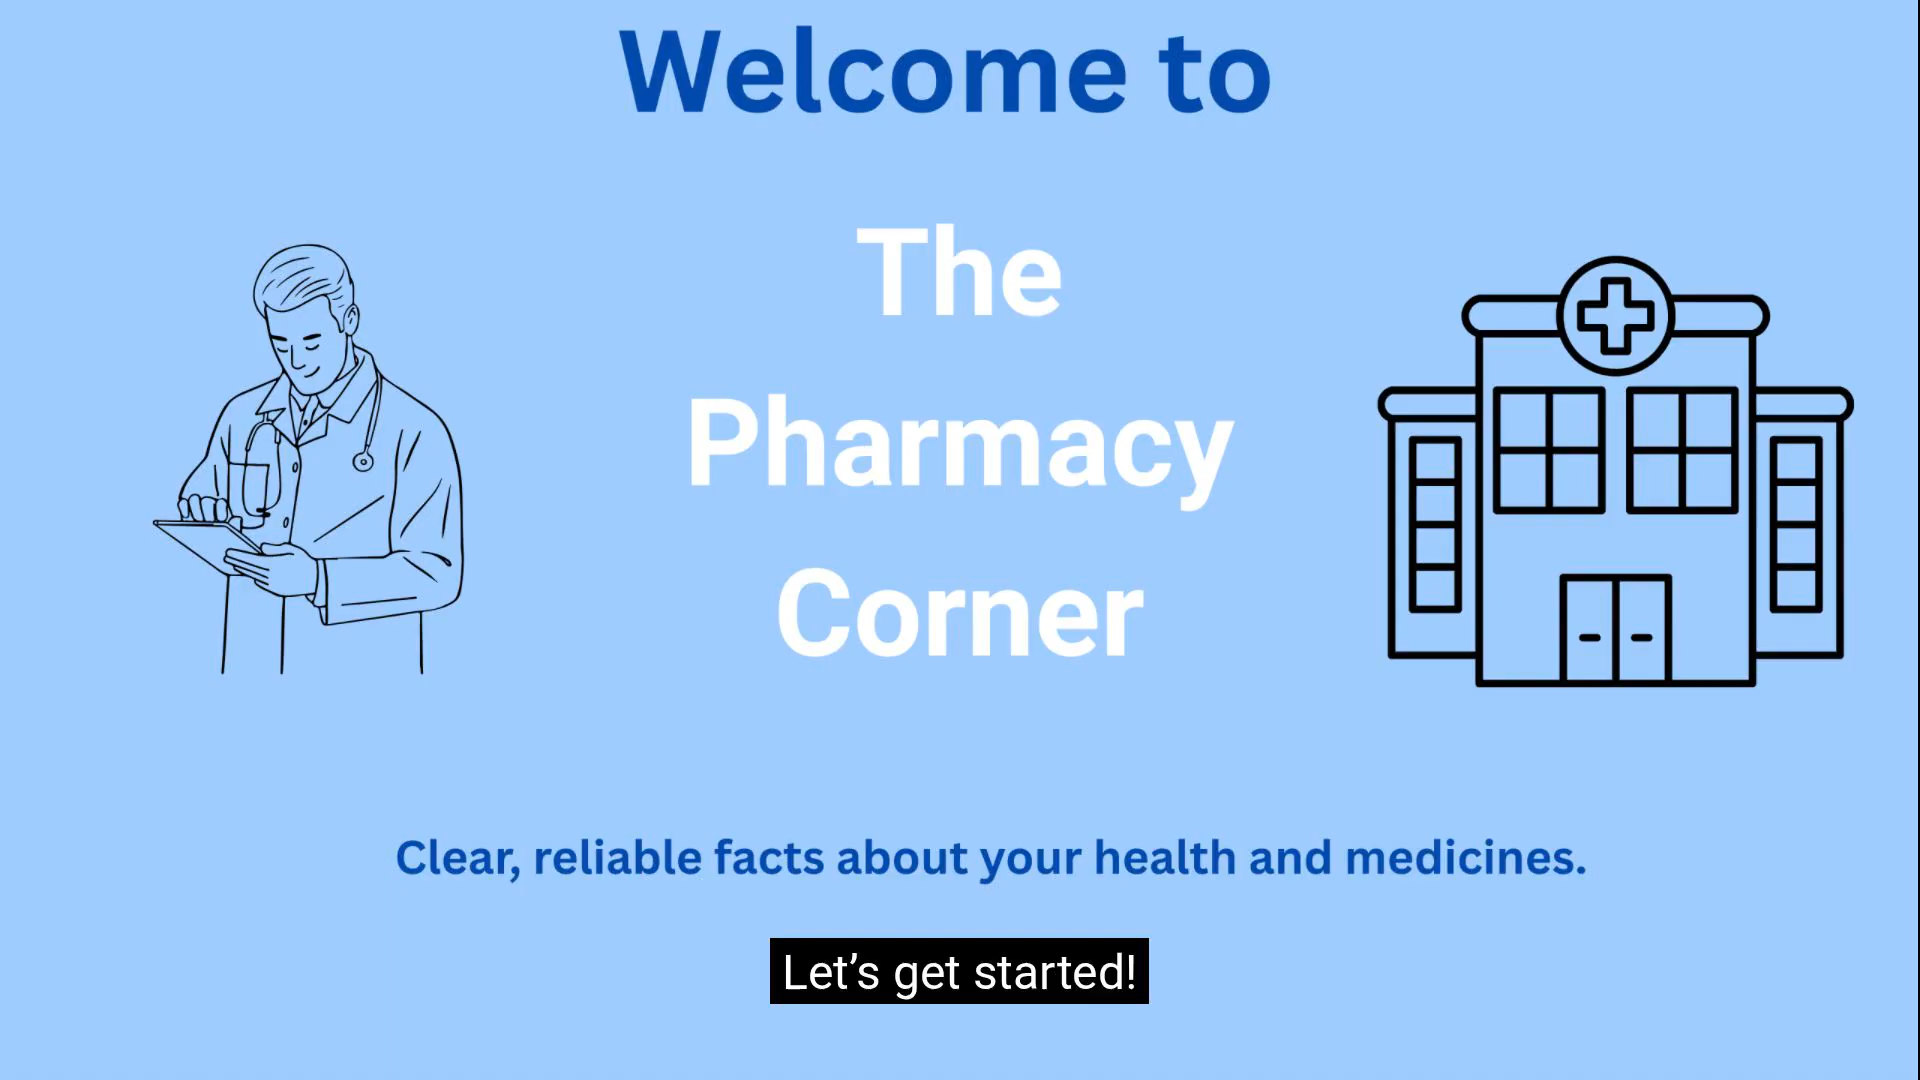 Welcome to
The
Pharmacy
Corner
Clear, reliable facts about your health and medicines.
Let’s get started!